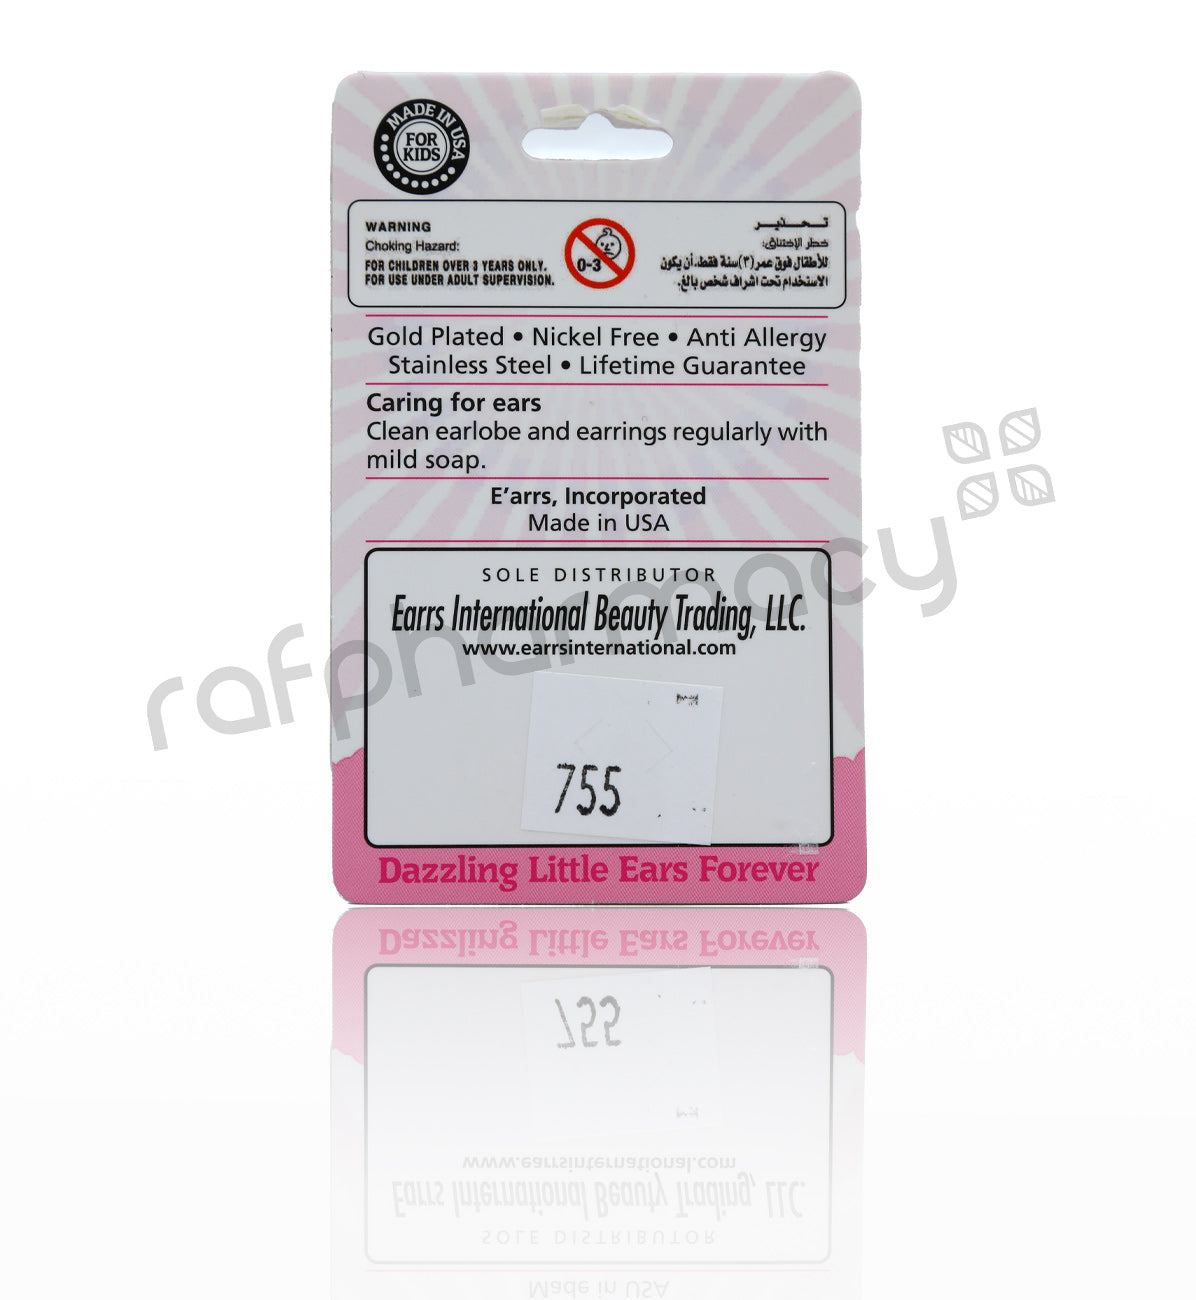 MADE IN USA
FOR
KIDS
WARNING
Choking Hazard:
FOR CHILDREN OVER 3 YEARS ONLY.
FOR USE UNDER ADULT SUPERVISION.
0-3
تحذير
خطر الإختناق:
للأطفال فوق عمر (٣) سنة فقط، أن يكون
الاستخدام تحت اشراف شخص بالغ.
Gold Plated • Nickel Free • Anti Allergy
Stainless Steel • Lifetime Guarantee
Caring for ears
Clean earlobe and earrings regularly with
mild soap.
E'arrs, Incorporated
Made in USA
SOLE DISTRIBUTOR
Earrs International Beauty Trading, LLC.
www.earrsinternational.com
755
Dazzling Little Ears Forever
rafpharmacy